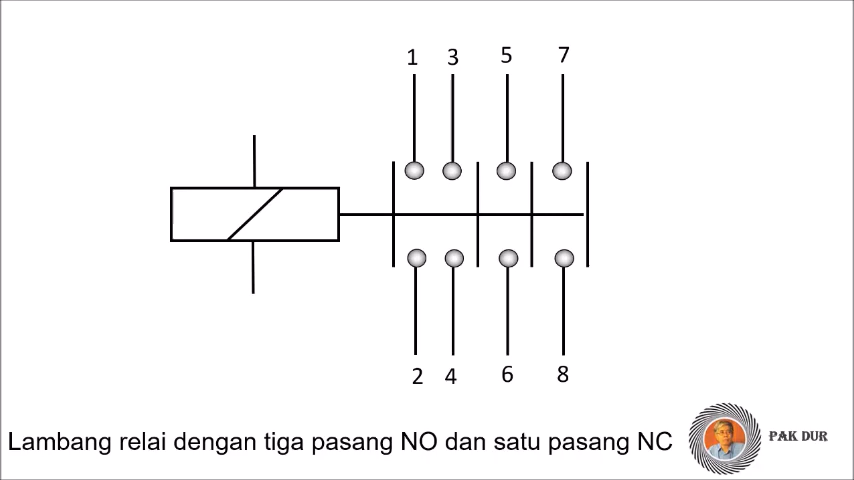 1 3 5 7
2 4 6 8
Lambang relai dengan tiga pasang NO dan satu pasang NC
PAK DUR